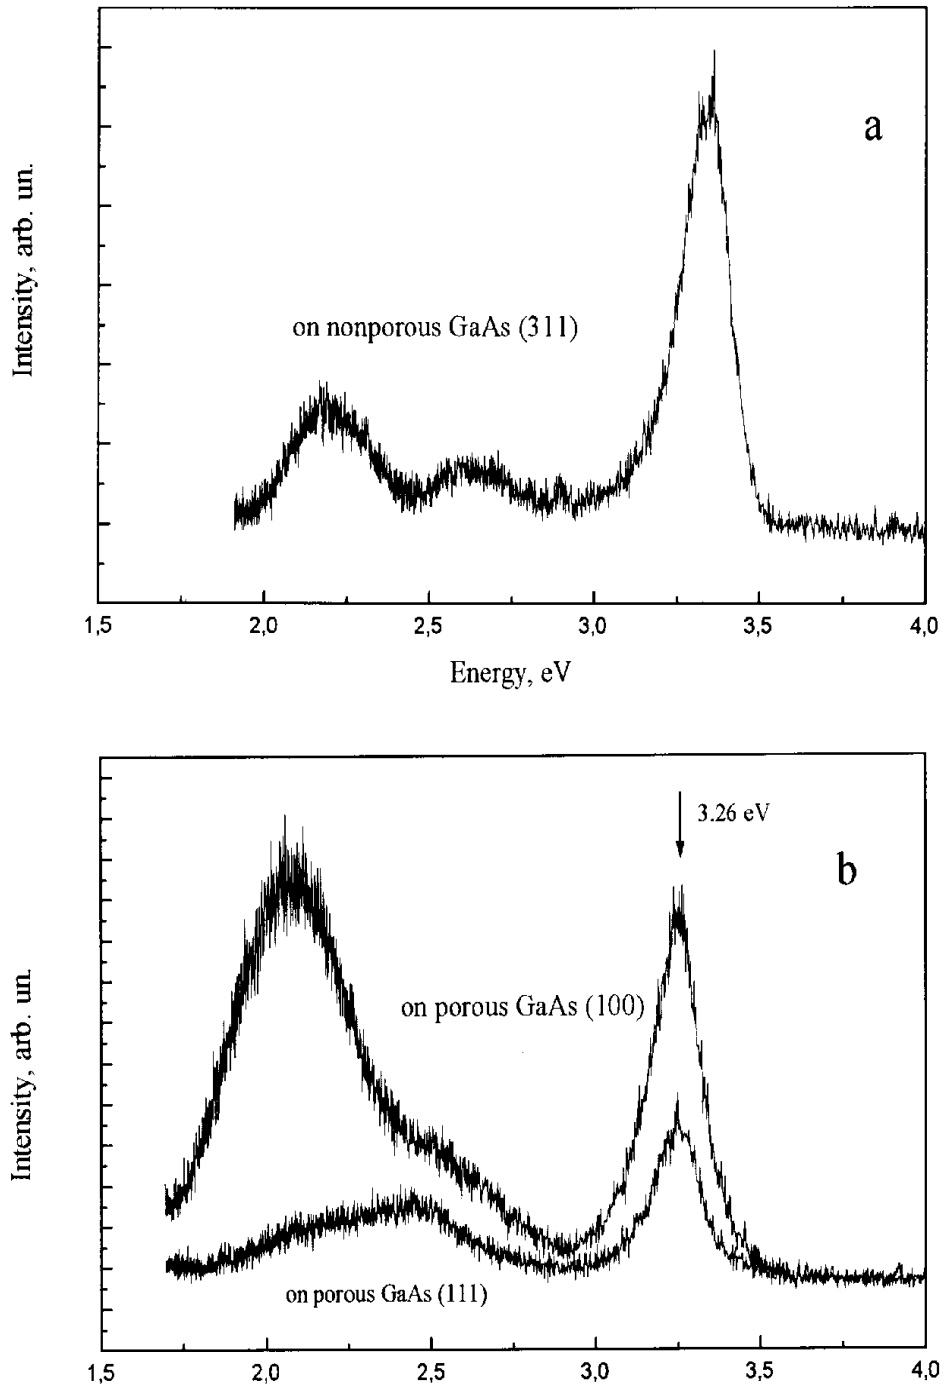 a
Intensity, arb. un.
on nonporous GaAs (311)
1,5 2,0 2,5 3,0 3,5 4,0
Energy, eV
3.26 eV
b
Intensity, arb. un.
on porous GaAs (100)
on porous GaAs (111)
1,5 2,0 2,5 3,0 3,5 4,0